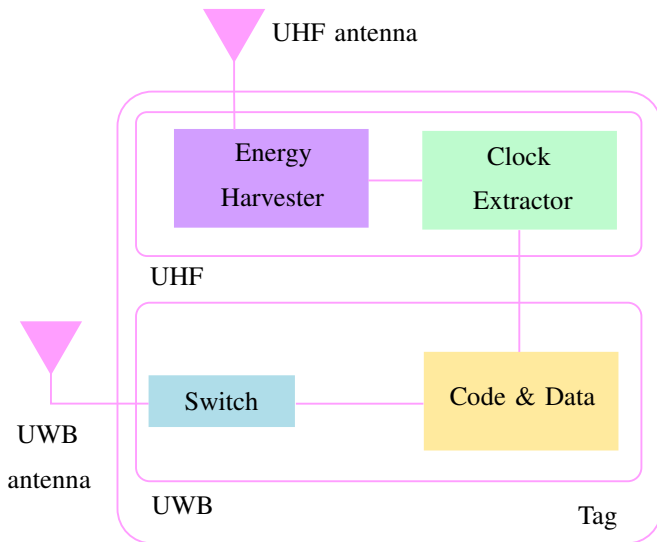 UHF antenna
Energy
Harvester
Clock
Extractor
UHF
Switch
Code & Data
UWB
antenna
UWB
Tag